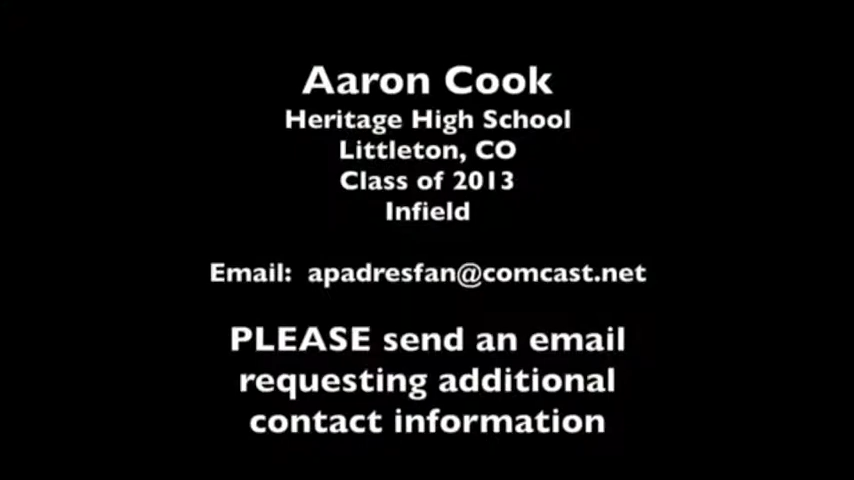 Aaron Cook
Heritage High School
Littleton, CO
Class of 2013
Infield
Email:  apadresfan@comcast.net
PLEASE send an email
requesting additional
contact information